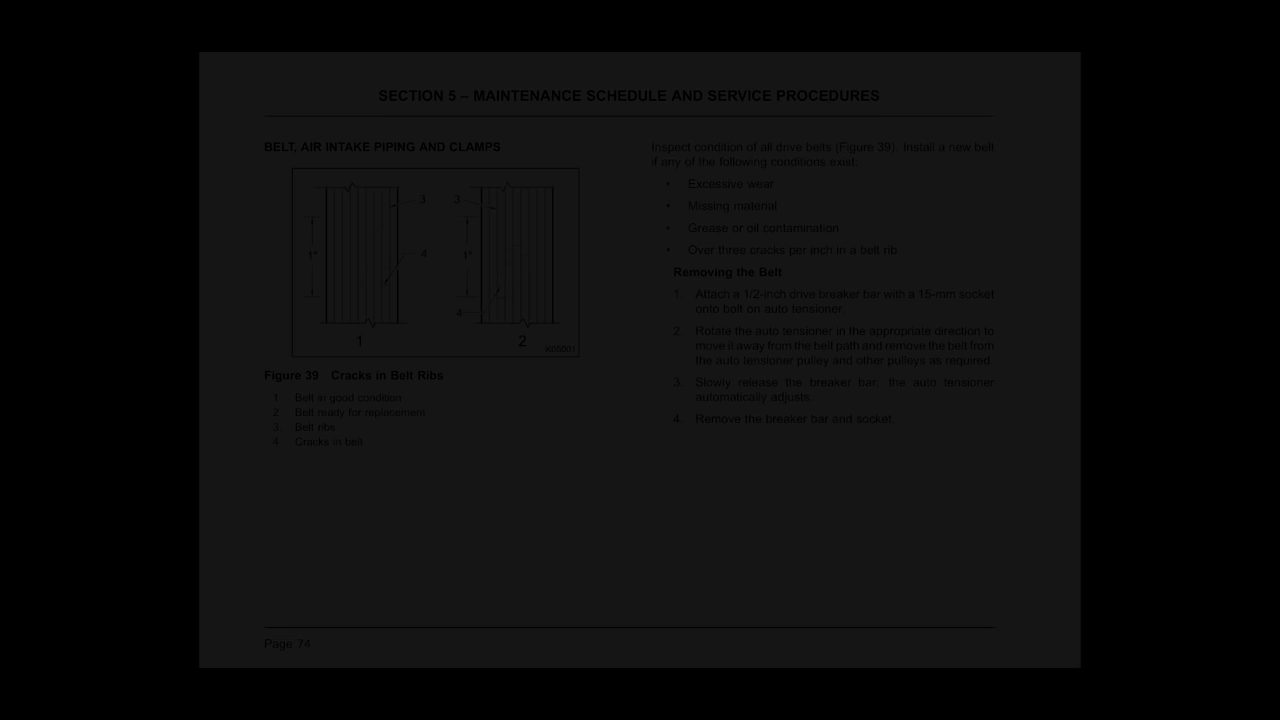 SECTION 5 – MAINTENANCE SCHEDULE AND SERVICE PROCEDURES
BELT, AIR INTAKE PIPING AND CLAMPS
3
3
1"
4
1"
4
1
2
Figure 39 Cracks in Belt Ribs
1 Belt in good condition
2 Belt ready for replacement
3 Belt ribs
4 Cracks in belt
Inspect condition of all drive belts (Figure 39). Install a new belt
if any of the following conditions exist:
• Excessive wear
• Missing material
• Grease or oil contamination
• Over three cracks per inch in a belt rib
Removing the Belt
1. Attach a 1/2-inch drive breaker bar with a 15-mm socket
onto bolt on auto tensioner.
2. Rotate the auto tensioner in the appropriate direction to
move it away from the belt path and remove the belt from
the auto tensioner pulley and other pulleys as required.
3. Slowly release the breaker bar: the auto tensioner
automatically adjusts.
4. Remove the breaker bar and socket.
Page 74